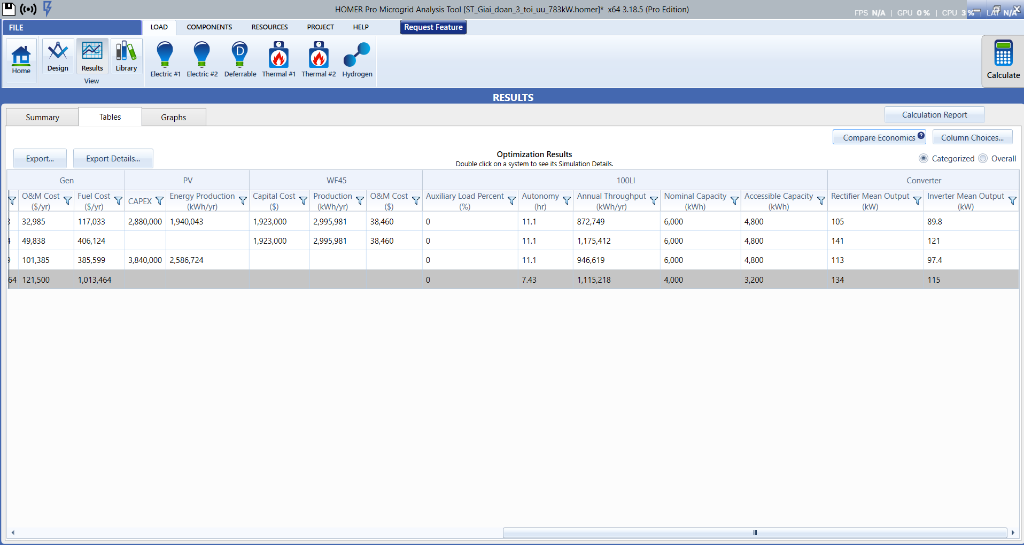 HOMER Pro Microgrid Analysis Tool [ST_Giai_doan_3_toi_uu_783kW.homer]* x64 3.18.5 (Pro Edition)
FPS N/A | GPU 0 % | CPU 3 % | LAT N/A
FILE LOAD COMPONENTS RESOURCES PROJECT HELP Request Feature
Home Design Results Library Electric #1 Electric #2 Deferrable Thermal #1 Thermal #2 Hydrogen Calculate
View
RESULTS
Summary Tables Graphs Calculation Report
Compare Economics Column Choices...
Export... Export Details... Optimization Results Categorized Overall
Double click on a system to see its Simulation Details.
Gen PV WF45 100LI Converter
O&M Cost ($/yr) Fuel Cost ($/yr) CAPEX Energy Production (kWh/yr) Capital Cost ($) Production (kWh/yr) O&M Cost ($) Auxiliary Load Percent (%) Autonomy (hr) Annual Throughput (kWh/yr) Nominal Capacity (kWh) Accessible Capacity (kWh) Rectifier Mean Output (kW) Inverter Mean Output (kW)
32,985 117,033 2,880,000 1,940,043 1,923,000 2,995,981 38,460 0 11.1 872,749 6,000 4,800 105 89.8
49,838 406,124 1,923,000 2,995,981 38,460 0 11.1 1,175,412 6,000 4,800 141 121
101,385 385,599 3,840,000 2,586,724 0 11.1 946,619 6,000 4,800 113 97.4
64 121,500 1,013,464 0 7.43 1,115,218 4,000 3,200 134 115